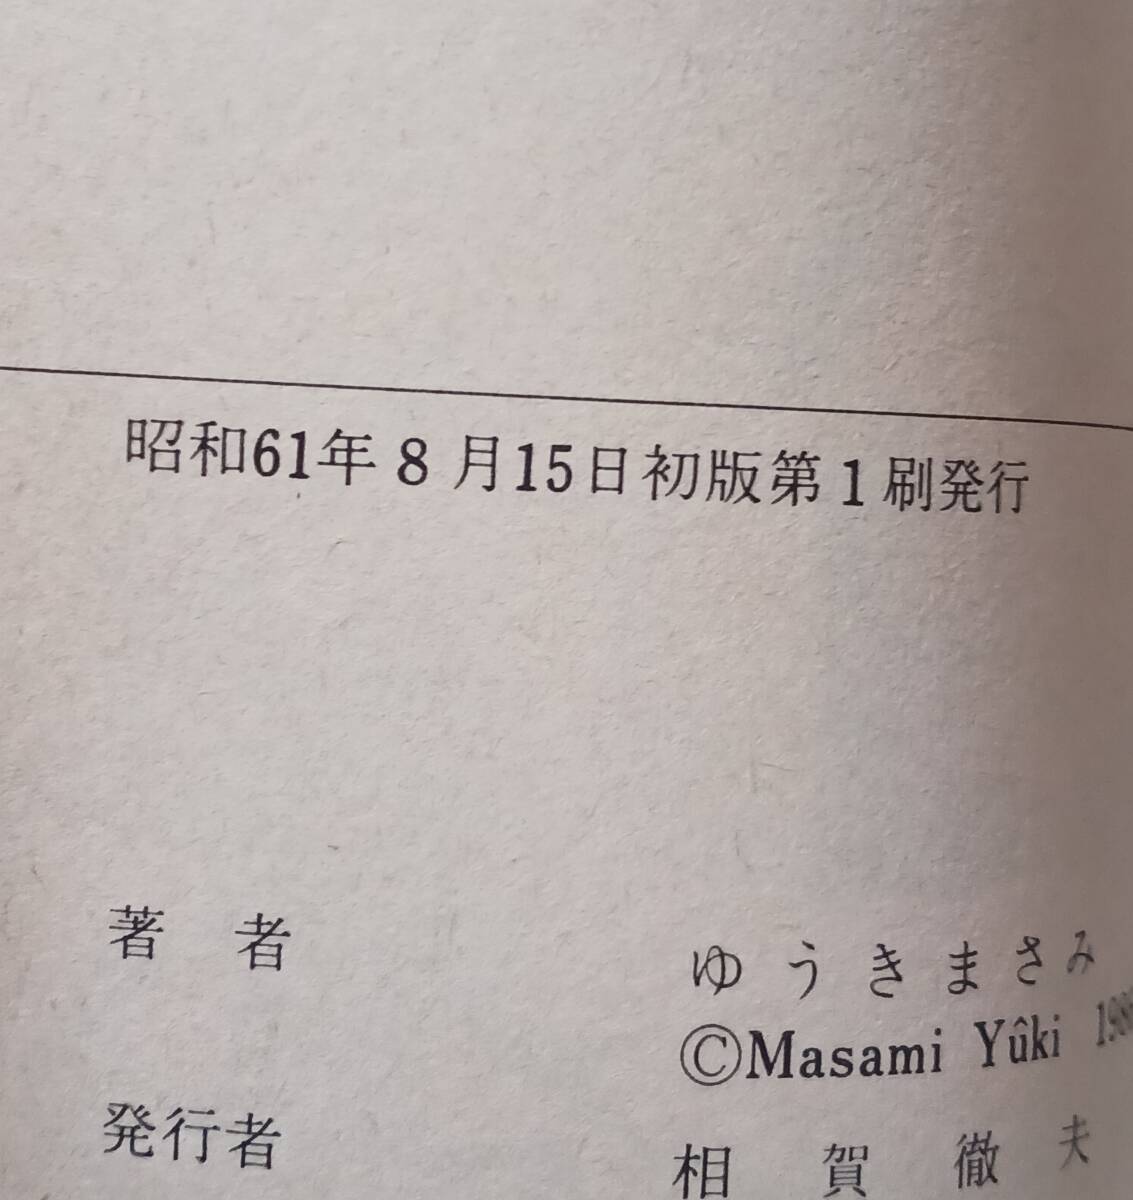 昭和61年8月15日初版第1刷発行
著者
ゆうきまさみ
©Masami Yûki
発行者
相賀徹夫